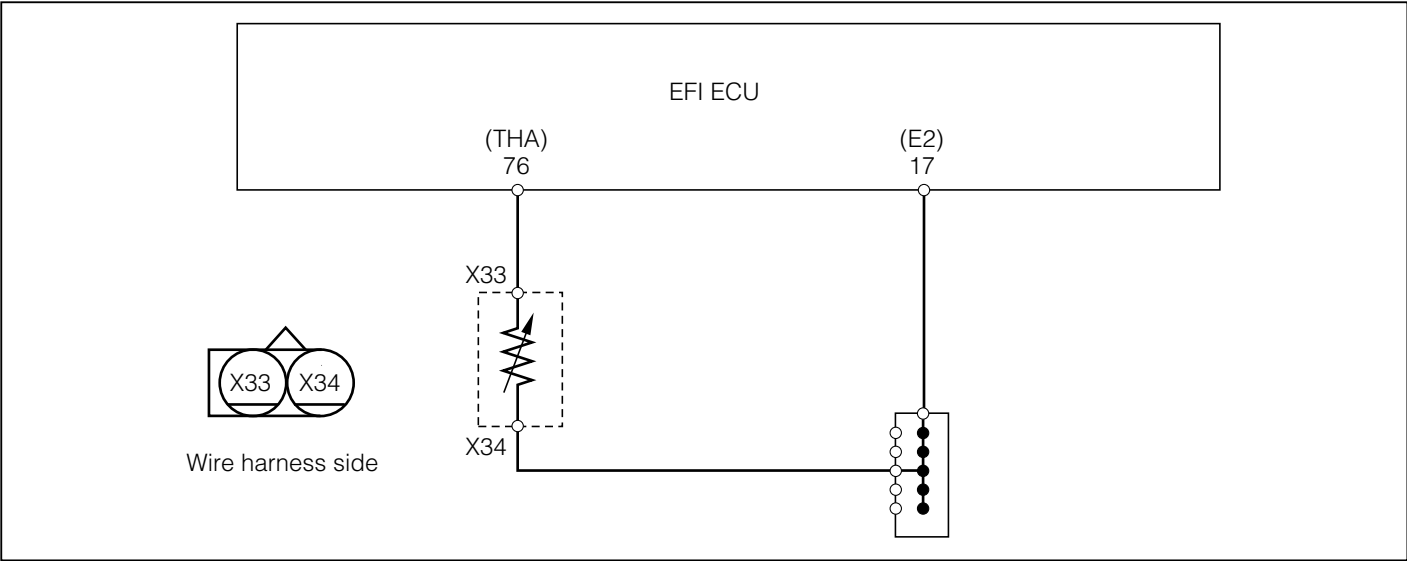 EFI ECU
(THA)
76
(E2)
17
X33
X33 X34
X34
Wire harness side